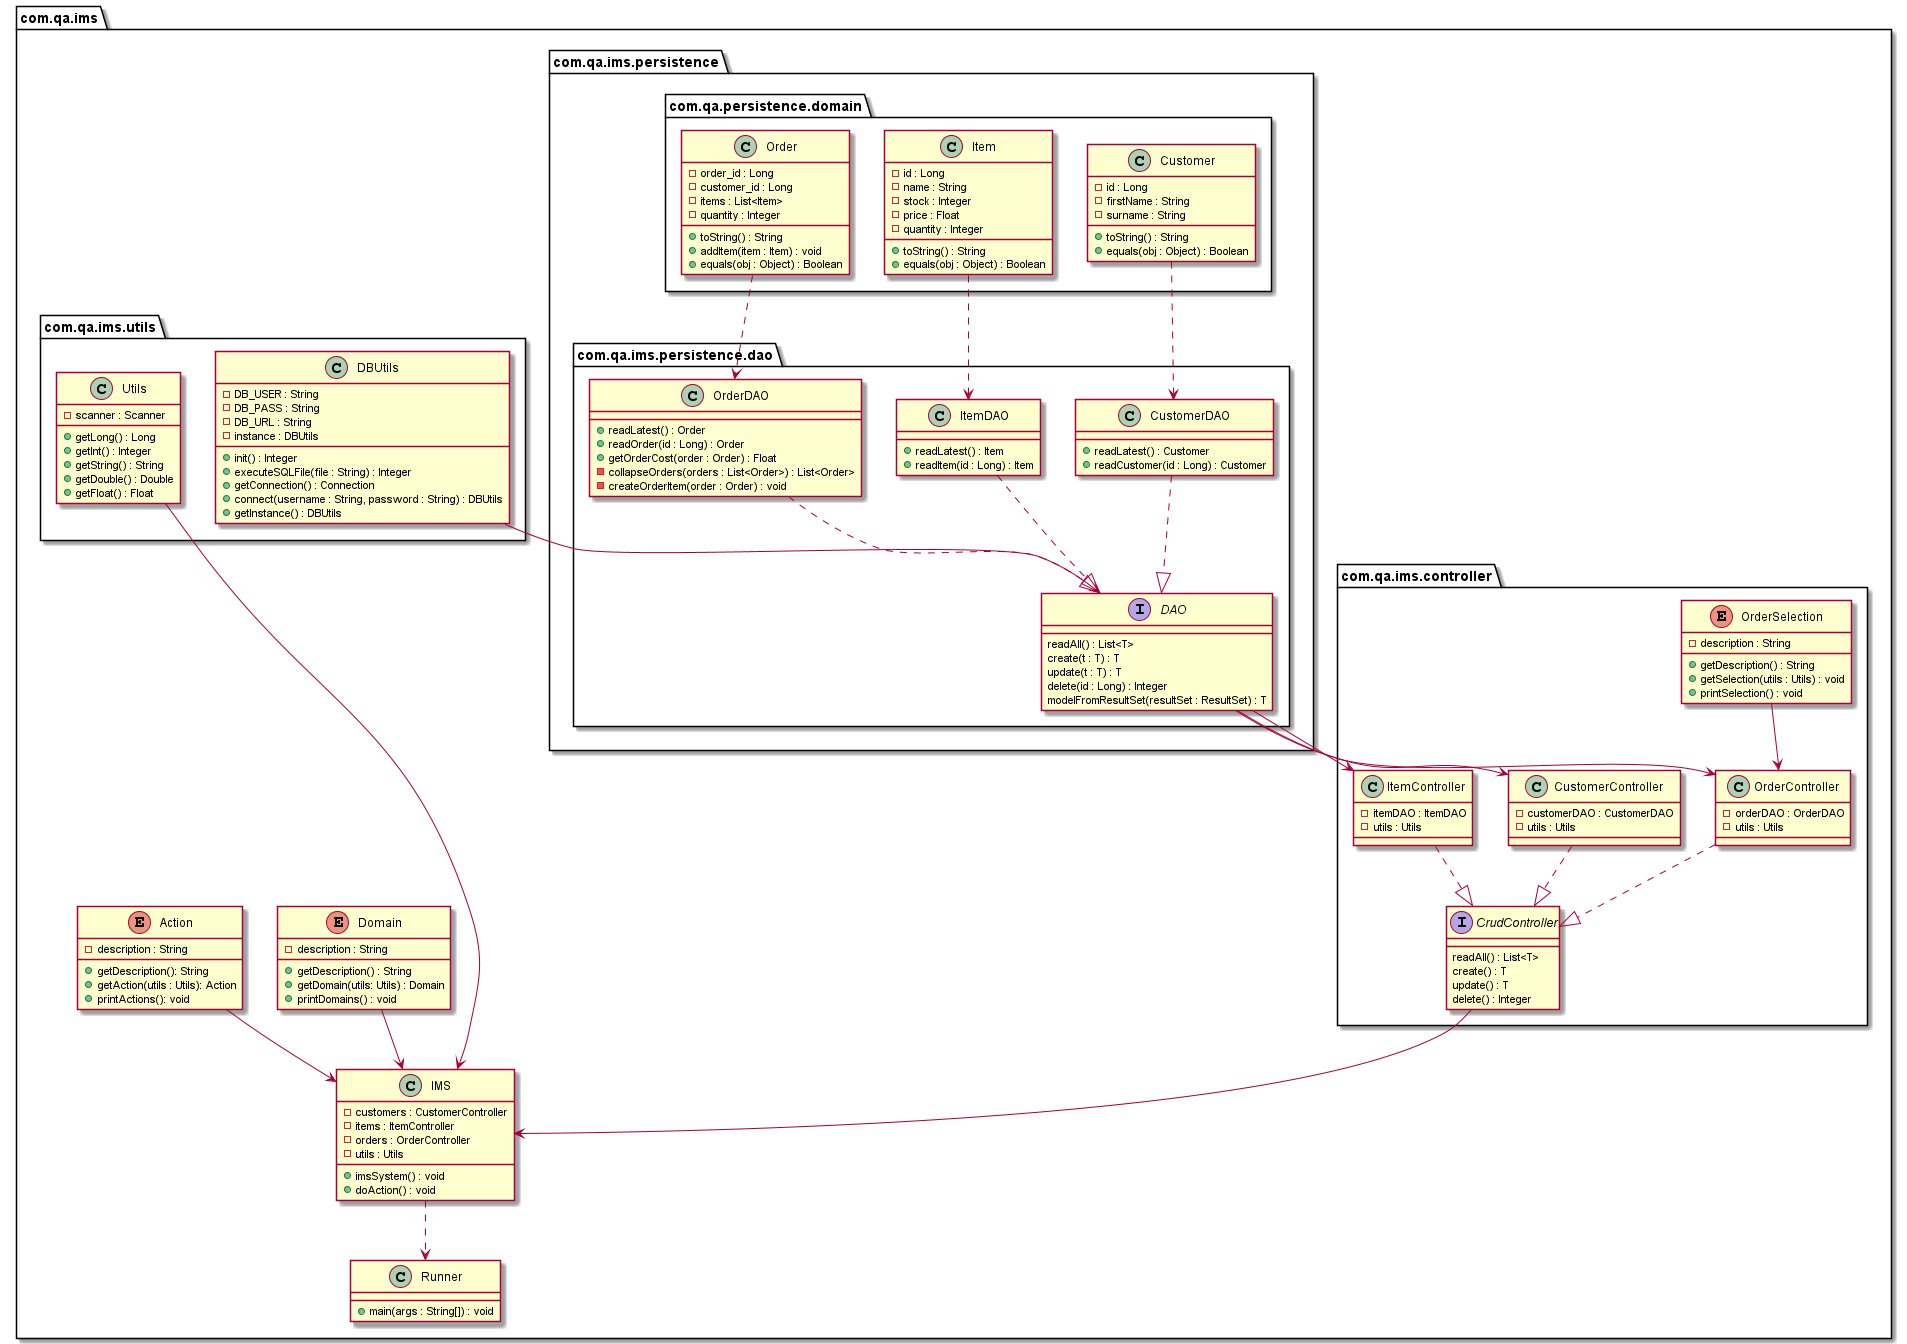 com.qa.ims
com.qa.ims.persistence
com.qa.persistence.domain
C Order
order_id : Long
customer_id : Long
items : List<Item>
quantity : Integer
toString() : String
addItem(item : Item) : void
equals(obj : Object) : Boolean
C Item
id : Long
name : String
stock : Integer
price : Float
quantity : Integer
toString() : String
equals(obj : Object) : Boolean
C Customer
id : Long
firstName : String
surname : String
toString() : String
equals(obj : Object) : Boolean
com.qa.ims.utils
C Utils
scanner : Scanner
getLong() : Long
getInt() : Integer
getString() : String
getDouble() : Double
getFloat() : Float
C DBUtils
DB_USER : String
DB_PASS : String
DB_URL : String
instance : DBUtils
init() : Integer
executeSQLFile(file : String) : Integer
getConnection() : Connection
connect(username : String, password : String) : DBUtils
getInstance() : DBUtils
com.qa.ims.persistence.dao
C OrderDAO
readLatest() : Order
readOrder(id : Long) : Order
getOrderCost(order : Order) : Float
collapseOrders(orders : List<Order>) : List<Order>
createOrderItem(order : Order) : void
C ItemDAO
readLatest() : Item
readItem(id : Long) : Item
C CustomerDAO
readLatest() : Customer
readCustomer(id : Long) : Customer
I DAO
readAll() : List<T>
create(t : T) : T
update(t : T) : T
delete(id : Long) : Integer
modelFromResultSet(resultSet : ResultSet) : T
com.qa.ims.controller
E OrderSelection
description : String
getDescription() : String
getSelection(utils : Utils) : void
printSelection() : void
C ItemController
itemDAO : ItemDAO
utils : Utils
C CustomerController
customerDAO : CustomerDAO
utils : Utils
C OrderController
orderDAO : OrderDAO
utils : Utils
I CrudController
readAll() : List<T>
create() : T
update() : T
delete() : Integer
E Action
description : String
getDescription(): String
getAction(utils : Utils): Action
printActions(): void
E Domain
description : String
getDescription() : String
getDomain(utils: Utils) : Domain
printDomains() : void
C IMS
customers : CustomerController
items : ItemController
orders : OrderController
utils : Utils
imsSystem() : void
doAction() : void
C Runner
main(args : String[]) : void